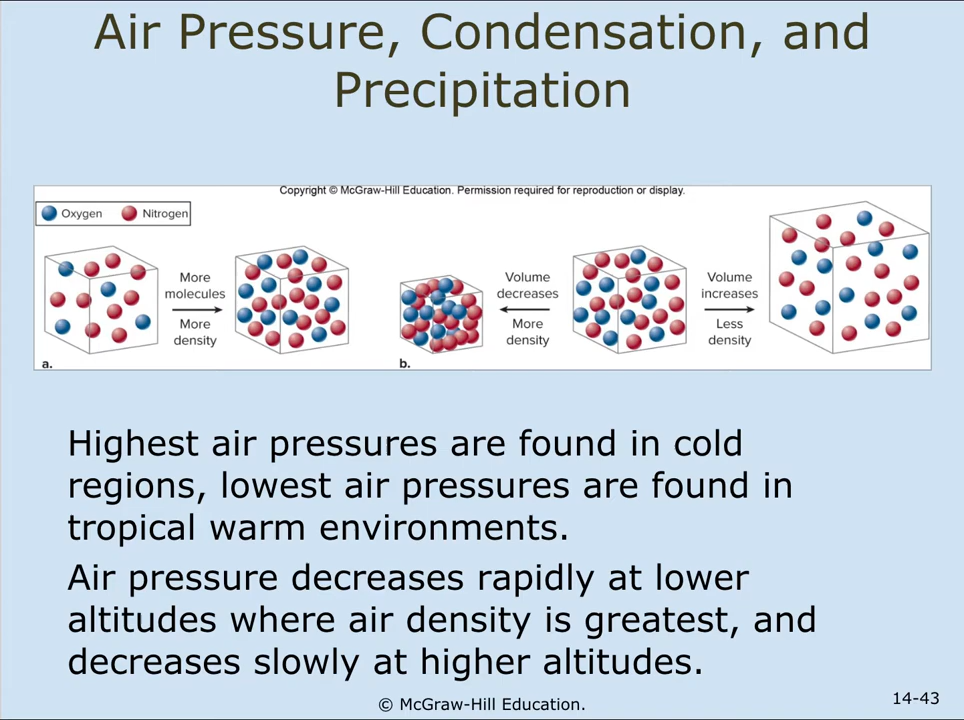 Air Pressure, Condensation, and
Precipitation
Copyright © McGraw-Hill Education. Permission required for reproduction or display.
Oxygen Nitrogen
More
molecules
More
density
a.
Volume
decreases
More
density
Volume
increases
Less
density
b.
Highest air pressures are found in cold
regions, lowest air pressures are found in
tropical warm environments.
Air pressure decreases rapidly at lower
altitudes where air density is greatest, and
decreases slowly at higher altitudes.
© McGraw-Hill Education.
14-43